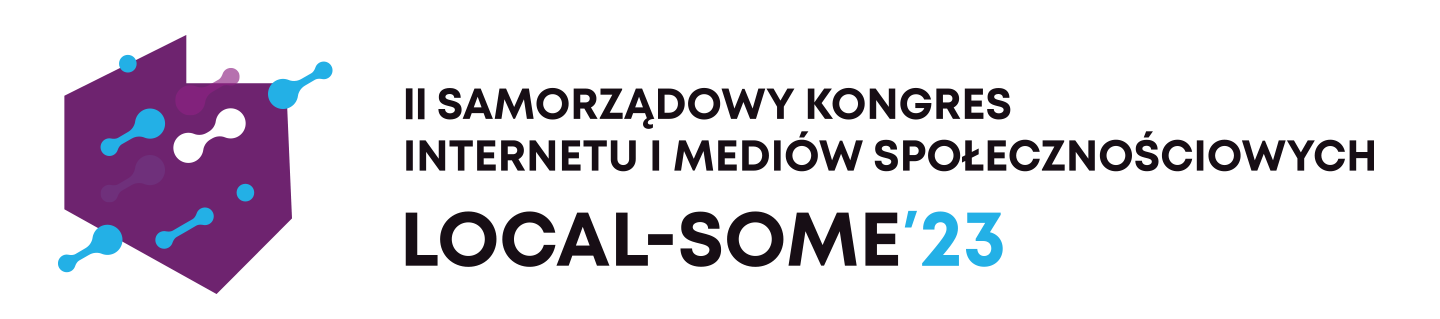 II SAMORZĄDOWY KONGRES
INTERNETU I MEDIÓW SPOŁECZNOŚCIOWYCH
LOCAL-SOME'23